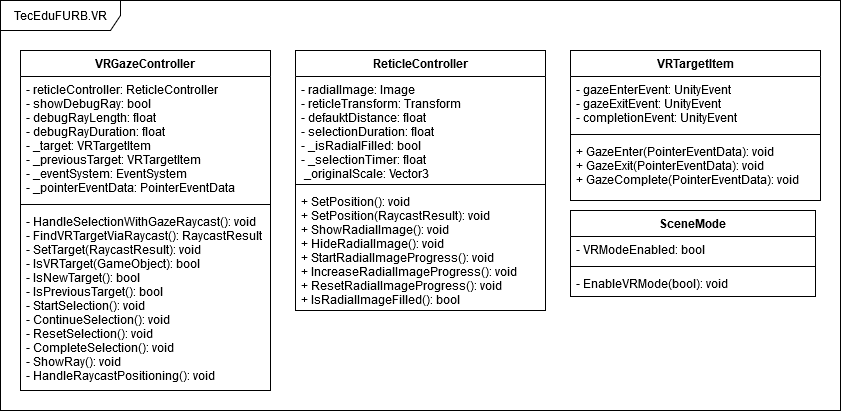 TecEduFURB.VR
VRGazeController
- reticleController: ReticleController
- showDebugRay: bool
- debugRayLength: float
- debugRayDuration: float
- _target: VRTargetItem
- _previousTarget: VRTargetItem
- _eventSystem: EventSystem
- _pointerEventData: PointerEventData
- HandleSelectionWithGazeRaycast(): void
- FindVRTargetViaRaycast(): RaycastResult
- SetTarget(RaycastResult): void
- IsVRTarget(GameObject): bool
- IsNewTarget(): bool
- IsPreviousTarget(): bool
- StartSelection(): void
- ContinueSelection(): void
- ResetSelection(): void
- CompleteSelection(): void
- ShowRay(): void
- HandleRaycastPositioning(): void
ReticleController
- radialImage: Image
- reticleTransform: Transform
- defauktDistance: float
- selectionDuration: float
- _isRadialFilled: bool
- _selectionTimer: float
_originalScale: Vector3
+ SetPosition(): void
+ SetPosition(RaycastResult): void
+ ShowRadialImage(): void
+ HideRadialImage(): void
+ StartRadialImageProgress(): void
+ IncreaseRadialImageProgress(): void
+ ResetRadialImageProgress(): void
+ IsRadialImageFilled(): bool
VRTargetItem
- gazeEnterEvent: UnityEvent
- gazeExitEvent: UnityEvent
- completionEvent: UnityEvent
+ GazeEnter(PointerEventData): void
+ GazeExit(PointerEventData): void
+ GazeComplete(PointerEventData): void
SceneMode
- VRModeEnabled: bool
- EnableVRMode(bool): void